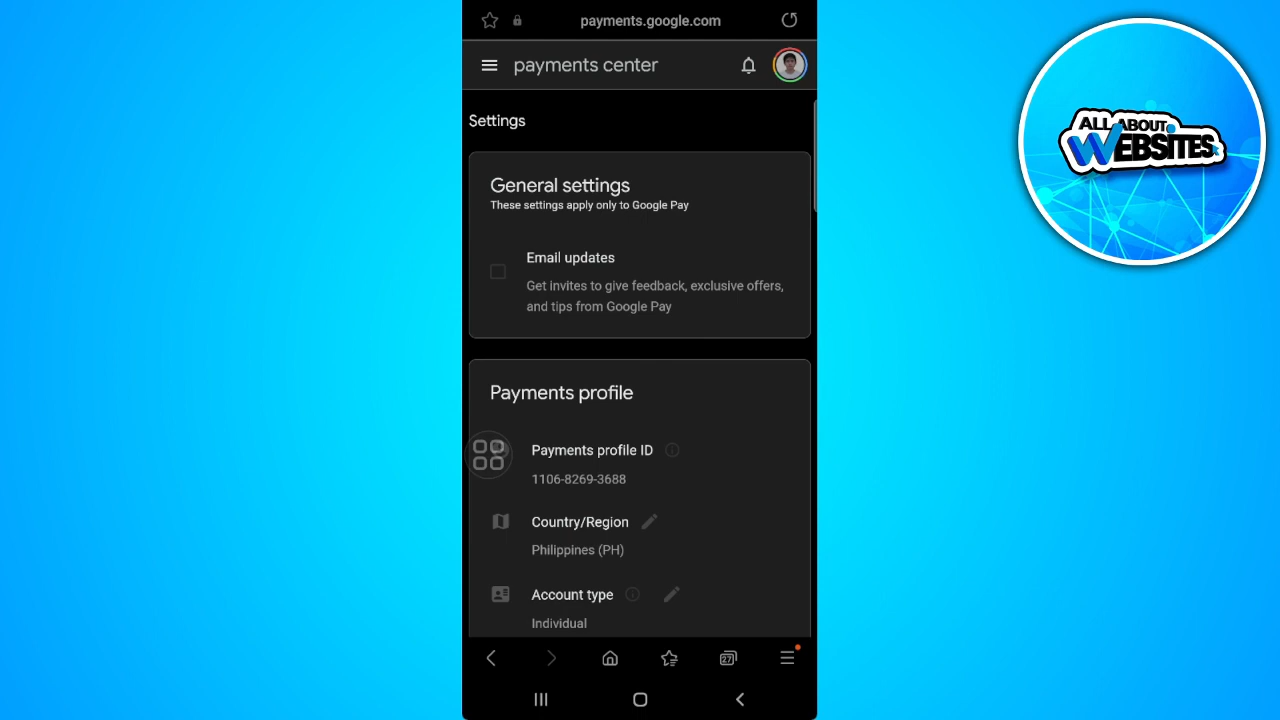 payments.google.com
payments center
Settings
General settings
These settings apply only to Google Pay
Email updates
Get invites to give feedback, exclusive offers,
and tips from Google Pay
Payments profile
Payments profile ID
1106-8269-3688
Country/Region
Philippines (PH)
Account type
Individual
27
ALL ABOUT
WEBSITES